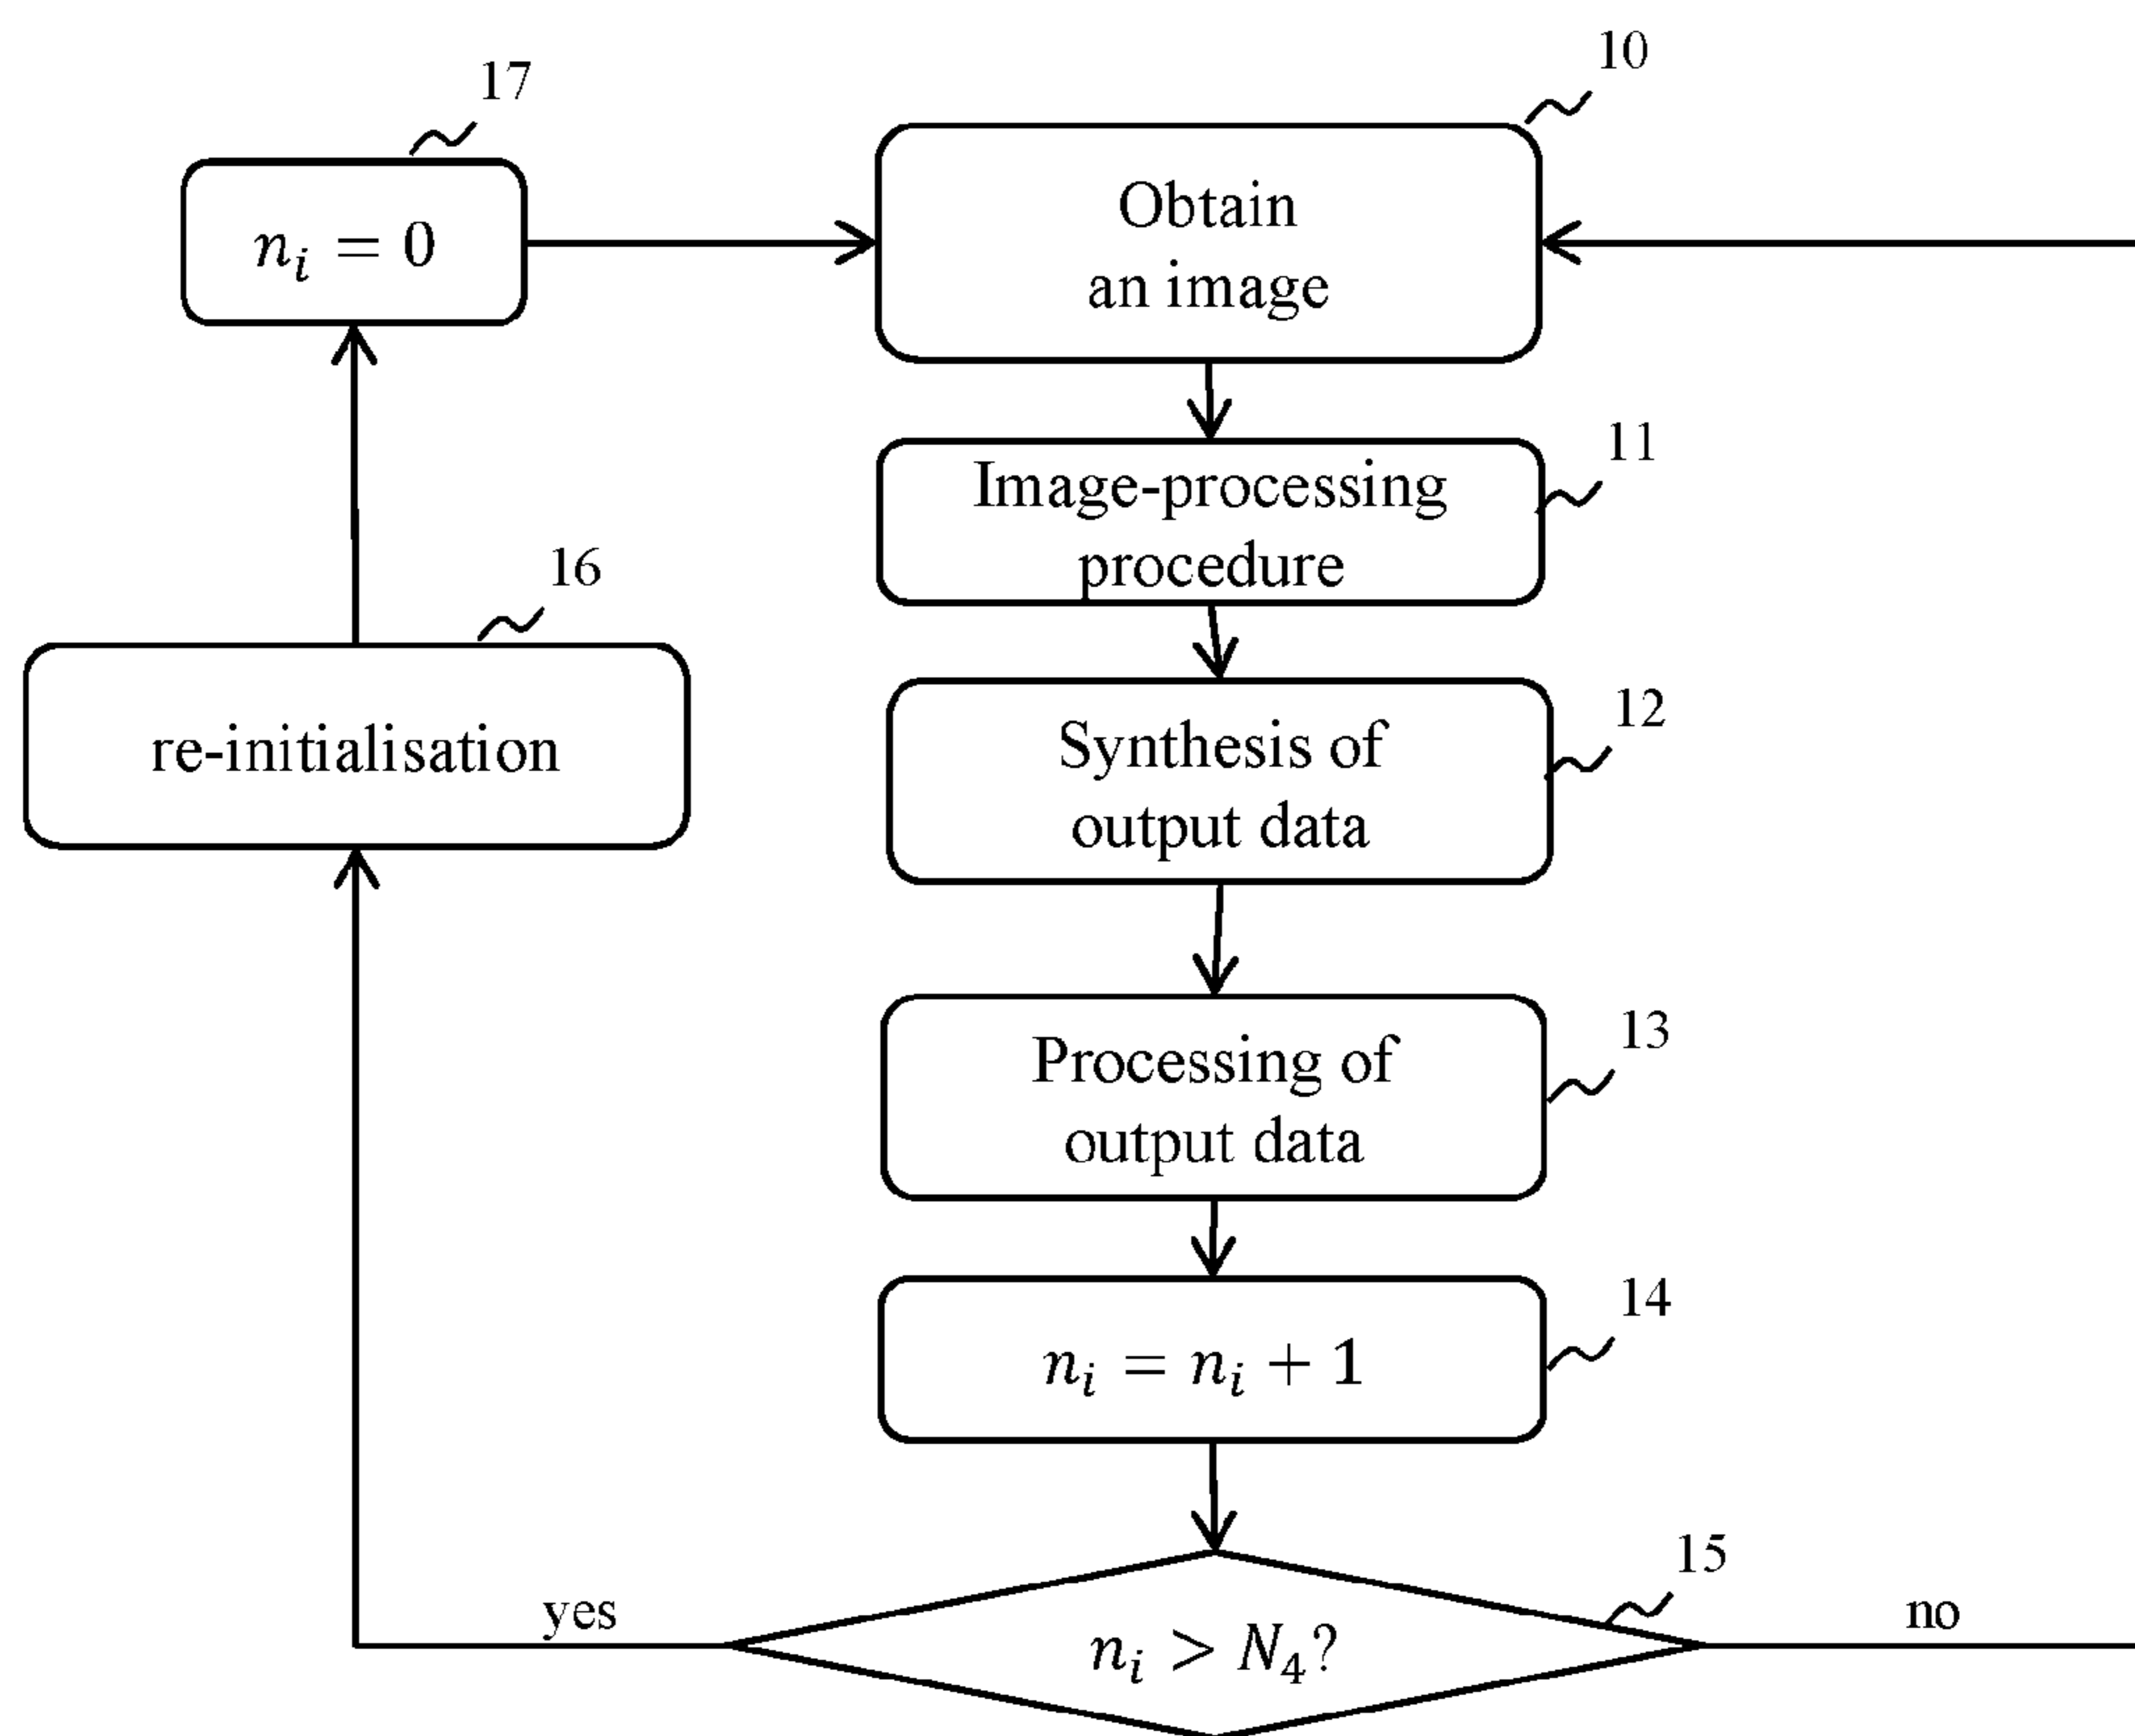 10
17
Obtain
an image
n_i = 0
11
Image-processing
procedure
16
re-initialisation
12
Synthesis of
output data
13
Processing of
output data
14
n_i = n_i + 1
15
yes
no
n_i > N_4?